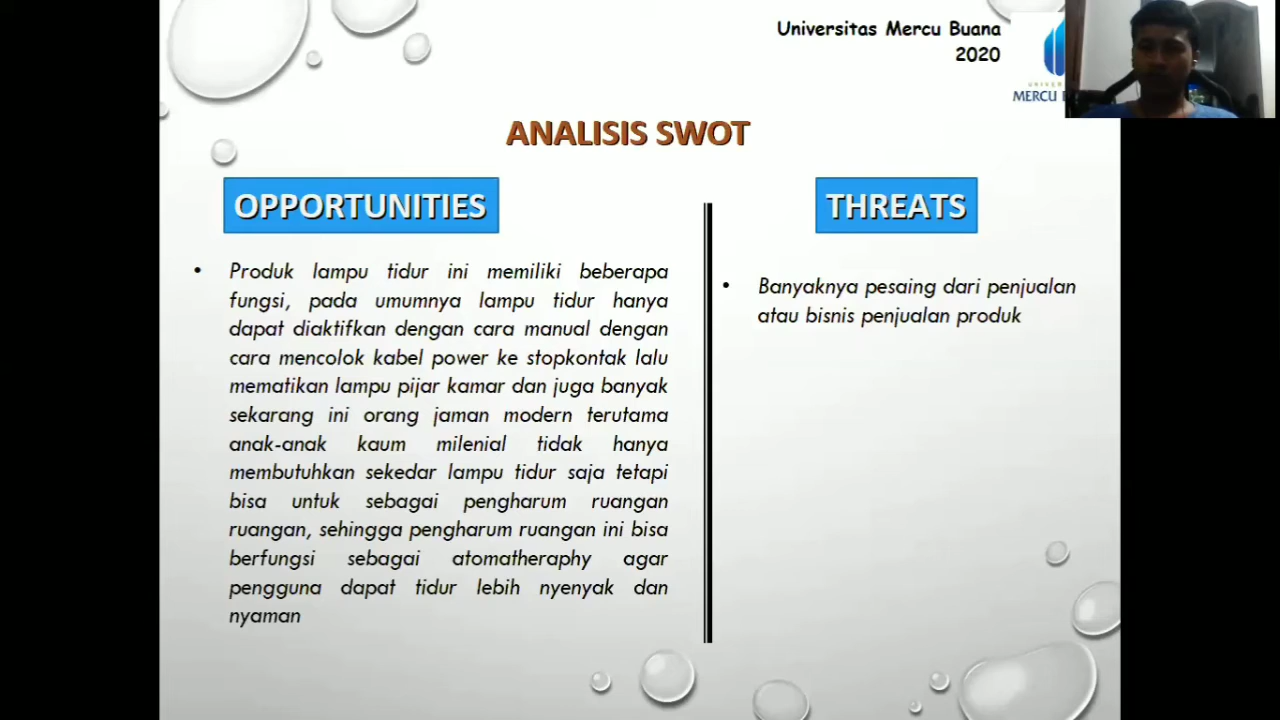 Universitas Mercu Buana
2020
MERCU
ANALISIS SWOT
OPPORTUNITIES
• Produk lampu tidur ini memiliki beberapa
fungsi, pada umumnya lampu tidur hanya
dapat diaktifkan dengan cara manual dengan
cara mencolok kabel power ke stopkontak lalu
mematikan lampu pijar kamar dan juga banyak
sekarang ini orang jaman modern terutama
anak-anak kaum milenial tidak hanya
membutuhkan sekedar lampu tidur saja tetapi
bisa untuk sebagai pengharum ruangan
ruangan, sehingga pengharum ruangan ini bisa
berfungsi sebagai atomatheraphy agar
pengguna dapat tidur lebih nyenyak dan
nyaman
THREATS
• Banyaknya pesaing dari penjualan
atau bisnis penjualan produk